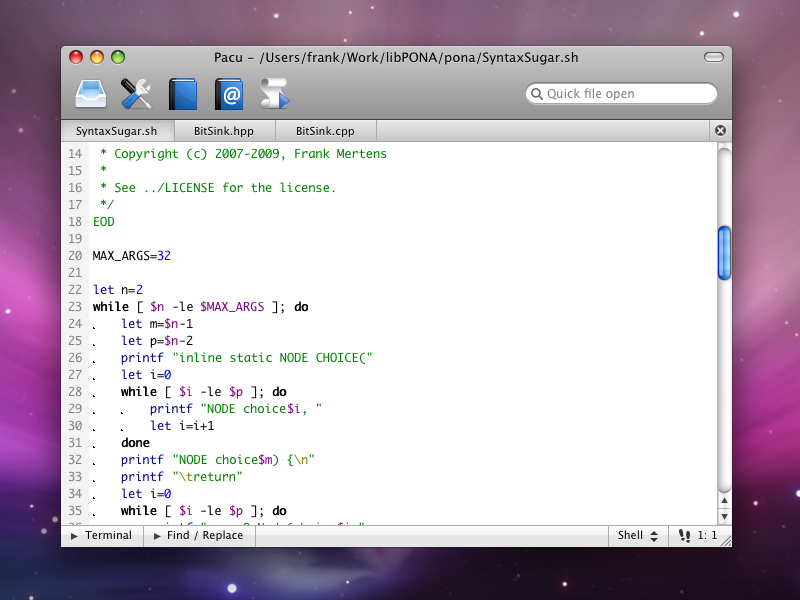 Pacu – /Users/frank/Work/libPONA/pona/SyntaxSugar.sh
@
Quick file open
SyntaxSugar.sh BitSink.hpp BitSink.cpp
14 * Copyright (c) 2007-2009, Frank Mertens
15 *
16 * See ../LICENSE for the license.
17 */
18 EOD
19
20 MAX_ARGS=32
21
22 let n=2
23 while [ $n -le $MAX_ARGS ]; do
24 let m=$n-1
25 let p=$n-2
26 printf "inline static NODE CHOICE("
27 let i=0
28 while [ $i -le $p ]; do
29 printf "NODE choice$i, "
30 let i=i+1
31 done
32 printf "NODE choice$m) {\n"
33 printf "\treturn"
34 let i=0
35 while [ $i -le $p ]; do
Terminal Find / Replace Shell 1: 1